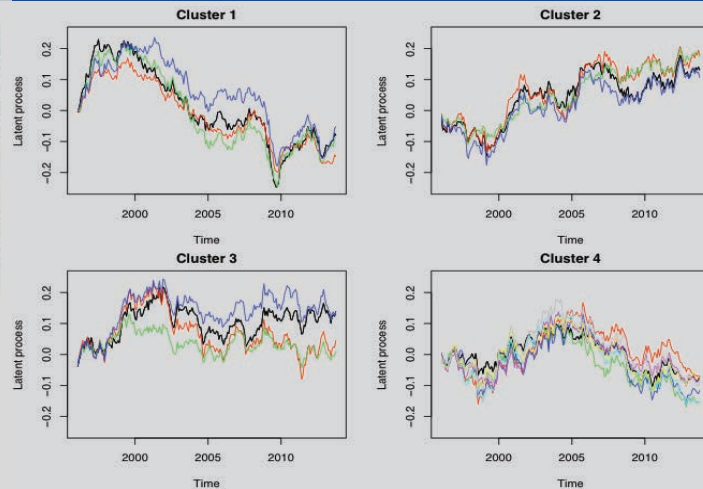 Cluster 1
Latent process
0.2
0.1
0.0
−0.1
−0.2
2000 2005 2010
Time
Cluster 2
Latent process
0.2
0.1
0.0
−0.1
−0.2
2000 2005 2010
Time
Cluster 3
Latent process
0.2
0.1
0.0
−0.1
−0.2
2000 2005 2010
Time
Cluster 4
Latent process
0.2
0.1
0.0
−0.1
−0.2
2000 2005 2010
Time